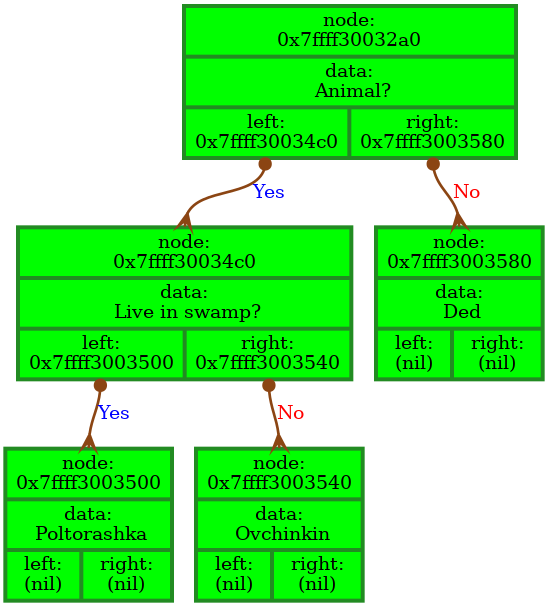 node:
0x7ffff30032a0
data:
Animal?
left:
0x7ffff30034c0
right:
0x7ffff3003580
Yes
No
node:
0x7ffff30034c0
data:
Live in swamp?
left:
0x7ffff3003500
right:
0x7ffff3003540
node:
0x7ffff3003580
data:
Ded
left:
(nil)
right:
(nil)
Yes
No
node:
0x7ffff3003500
data:
Poltorashka
left:
(nil)
right:
(nil)
node:
0x7ffff3003540
data:
Ovchinkin
left:
(nil)
right:
(nil)